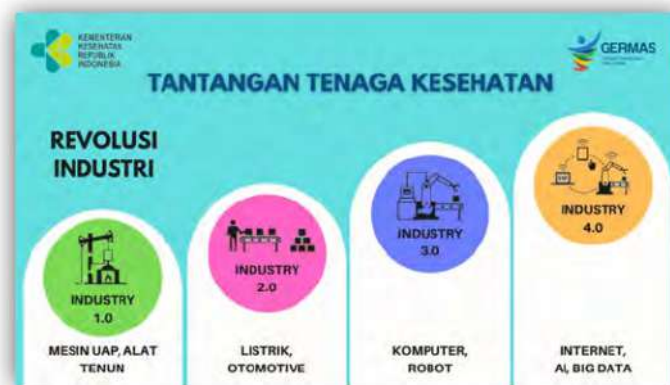 KEMENTERIAN
KESEHATAN
REPUBLIK
INDONESIA
GERMAS
TANTANGAN TENAGA KESEHATAN
REVOLUSI
INDUSTRI
INDUSTRY
1.0
MESIN UAP, ALAT
TENUN
INDUSTRY
2.0
LISTRIK,
OTOMOTIVE
INDUSTRY
3.0
KOMPUTER,
ROBOT
INDUSTRY
4.0
INTERNET,
AI, BIG DATA